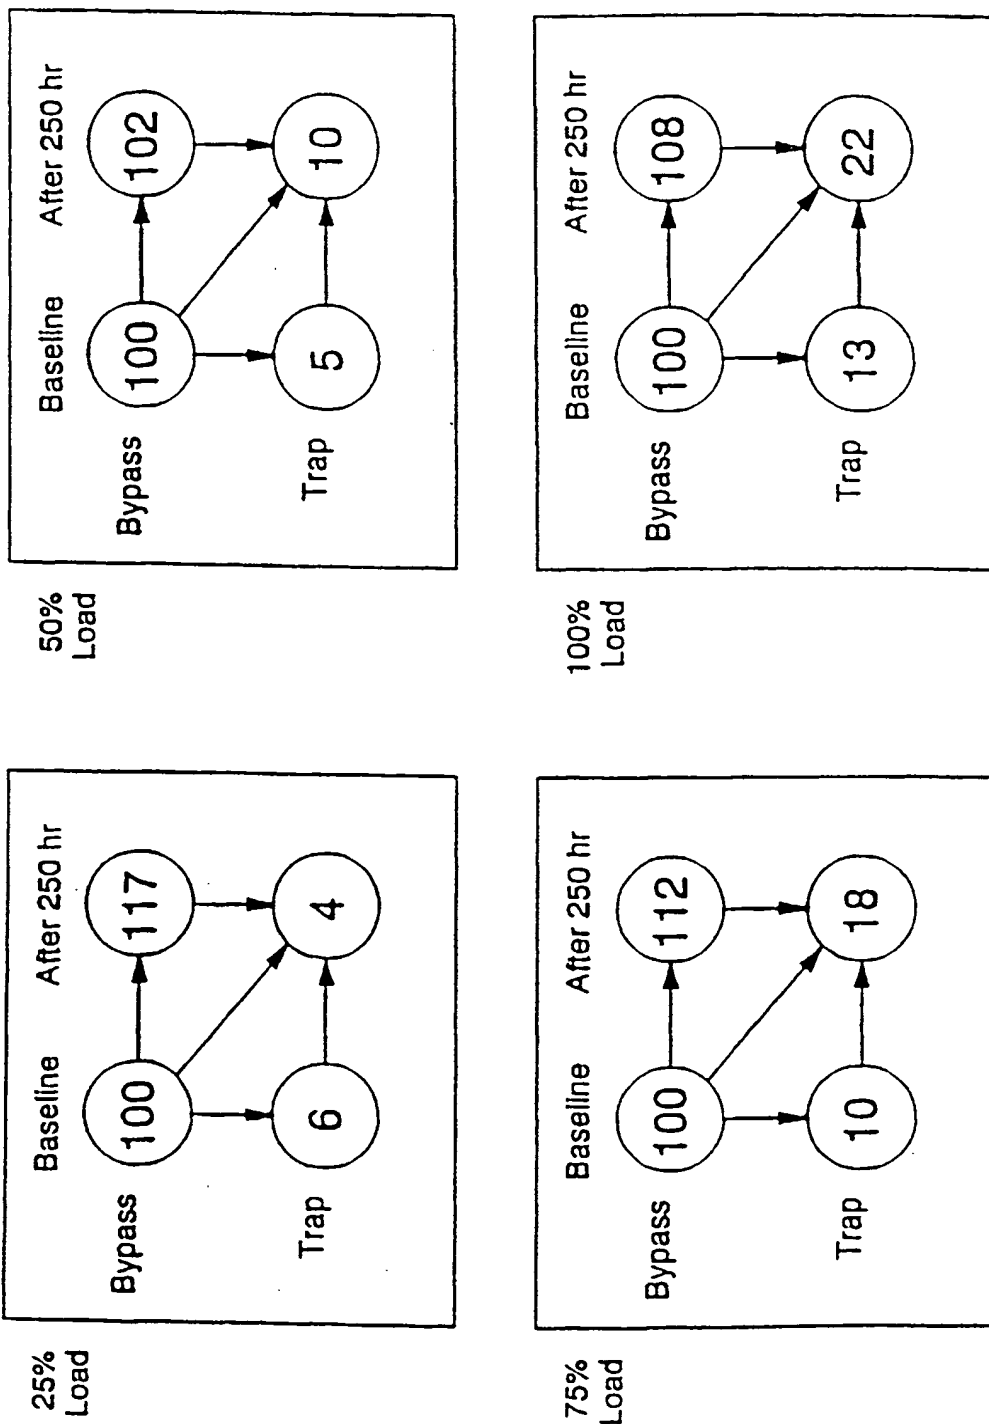 25%
Load
Baseline
After 250 hr
Bypass
100
117
Trap
6
4
50%
Load
Baseline
After 250 hr
Bypass
100
102
Trap
5
10
75%
Load
Baseline
After 250 hr
Bypass
100
112
Trap
10
18
100%
Load
Baseline
After 250 hr
Bypass
100
108
Trap
13
22